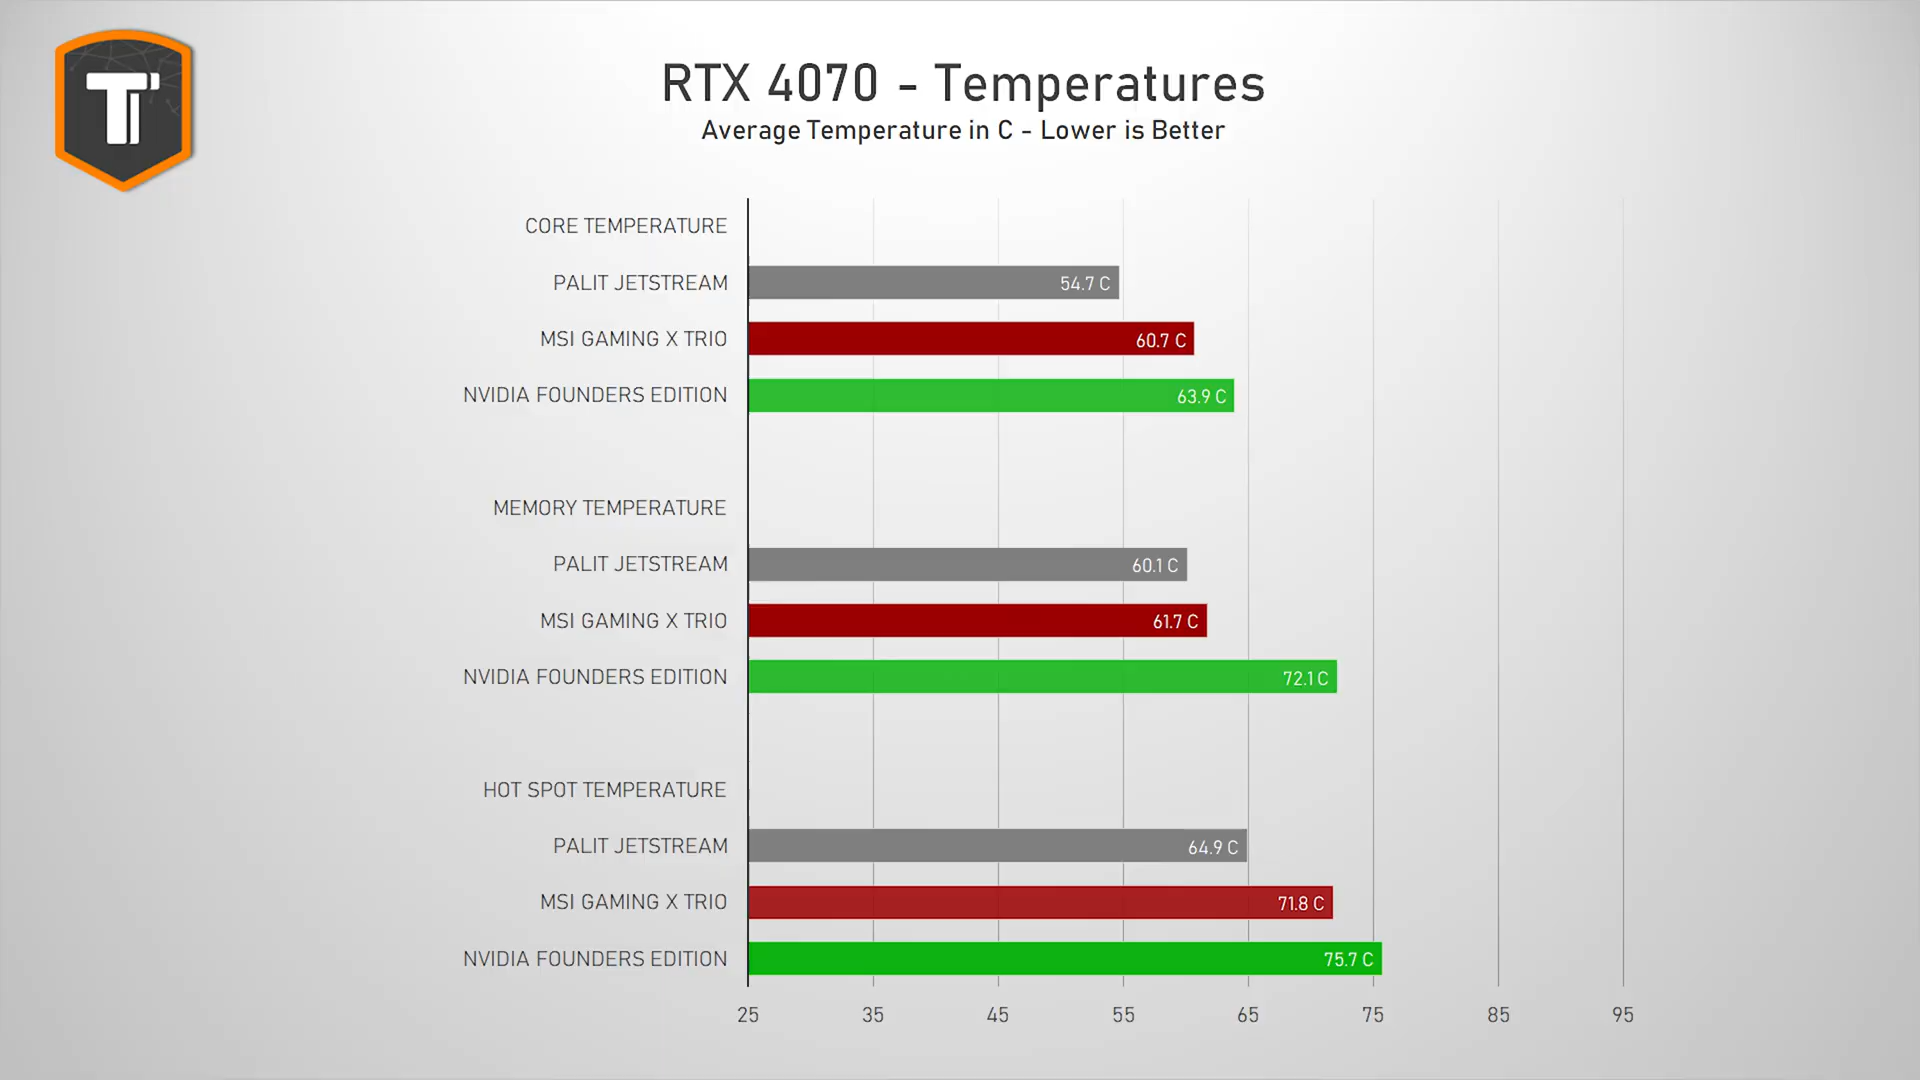 RTX 4070 - Temperatures
Average Temperature in C - Lower is Better
CORE TEMPERATURE
PALIT JETSTREAM 54.7 C
MSI GAMING X TRIO 60.7 C
NVIDIA FOUNDERS EDITION 63.9 C
MEMORY TEMPERATURE
PALIT JETSTREAM 60.1 C
MSI GAMING X TRIO 61.7 C
NVIDIA FOUNDERS EDITION 72.1 C
HOT SPOT TEMPERATURE
PALIT JETSTREAM 64.9 C
MSI GAMING X TRIO 71.8 C
NVIDIA FOUNDERS EDITION 75.7 C
25 35 45 55 65 75 85 95